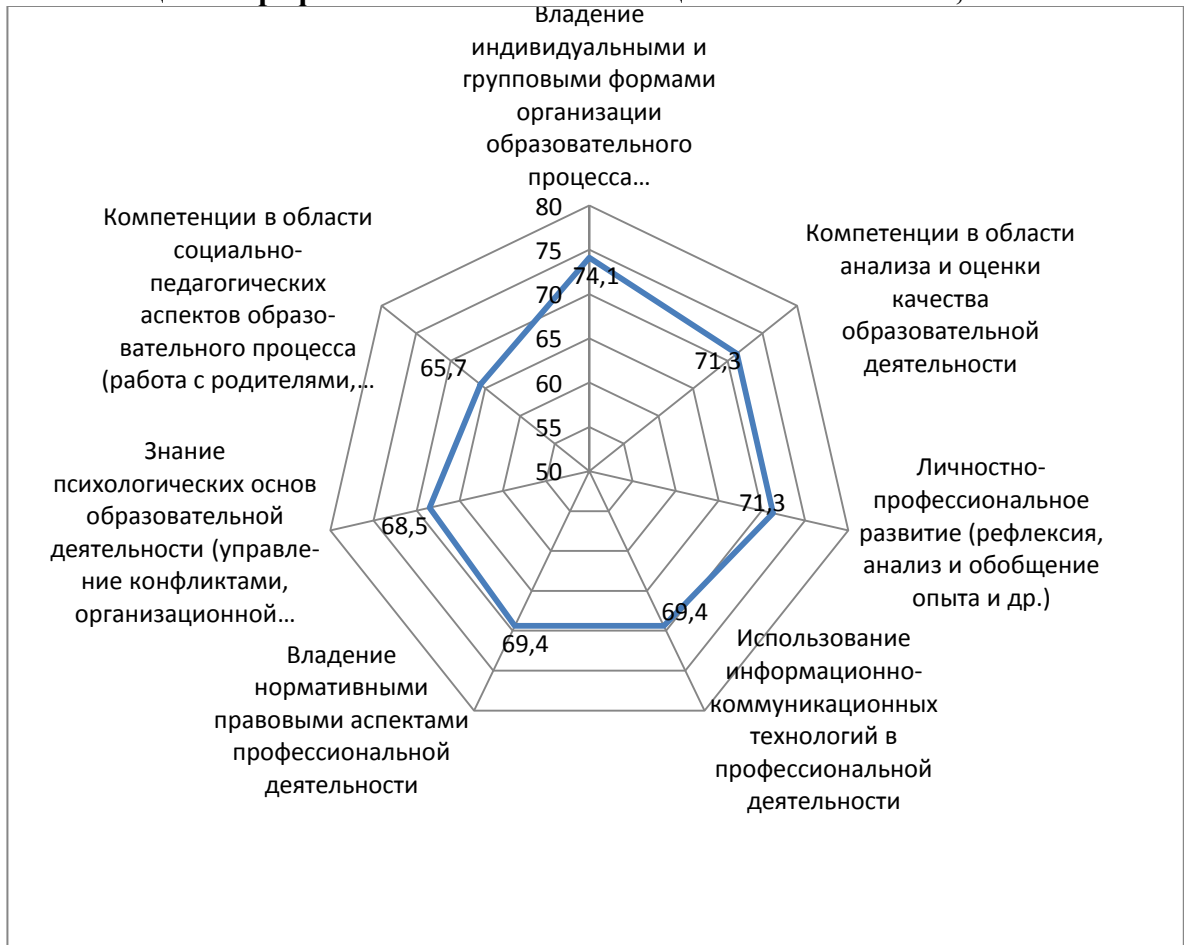 Владение
индивидуальными и
групповыми формами
организации
образовательного
процесса...
Компетенции в области
анализа и оценки
качества
образовательной
деятельности
Личностно-
профессиональное
развитие (рефлексия,
анализ и обобщение
опыта и др.)
Использование
информационно-
коммуникационных
технологий в
профессиональной
деятельности
Владение
нормативными
правовыми аспектами
профессиональной
деятельности
Знание
психологических основ
образовательной
деятельности (управле-
ние конфликтами,
организационной...
Компетенции в области
социально-
педагогических
аспектов образо-
вательного процесса
(работа с родителями,...
80
75
70
65
60
55
50
74,1
71,3
71,3
69,4
69,4
68,5
65,7